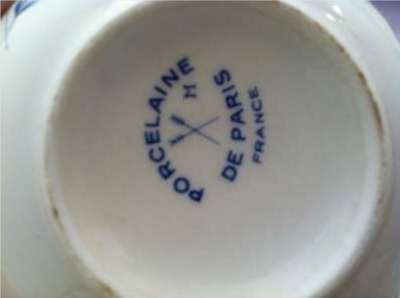 PORCELAINE
H
DE PARIS
FRANCE